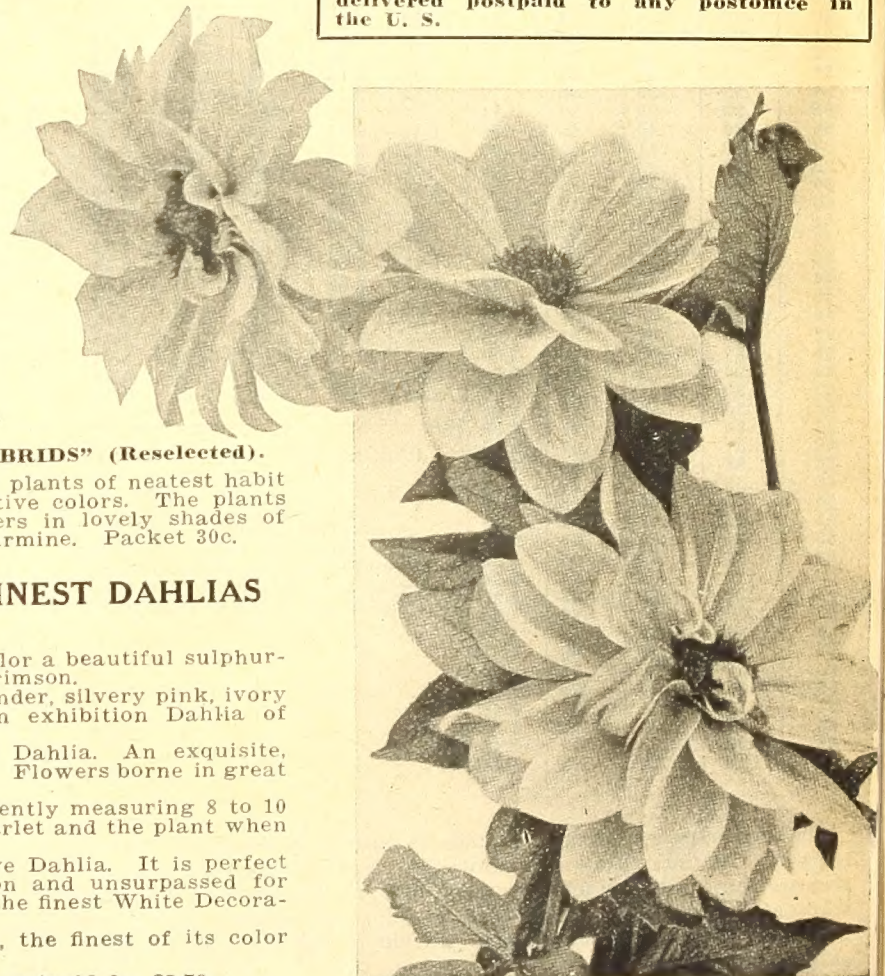 delivered postpaid to any postoffice in
the U. S.
BRIDS” (Reselected).
plants of neatest habit
tive colors. The plants
ers in lovely shades of
rmine. Packet 30c.
INEST DAHLIAS
lor a beautiful sulphur-
imson.
nder, silvery pink, ivory
n exhibition Dahlia of
Dahlia. An exquisite,
Flowers borne in great
ently measuring 8 to 10
rlet and the plant when
e Dahlia. It is perfect
on and unsurpassed for
he finest White Decora-
, the finest of its color